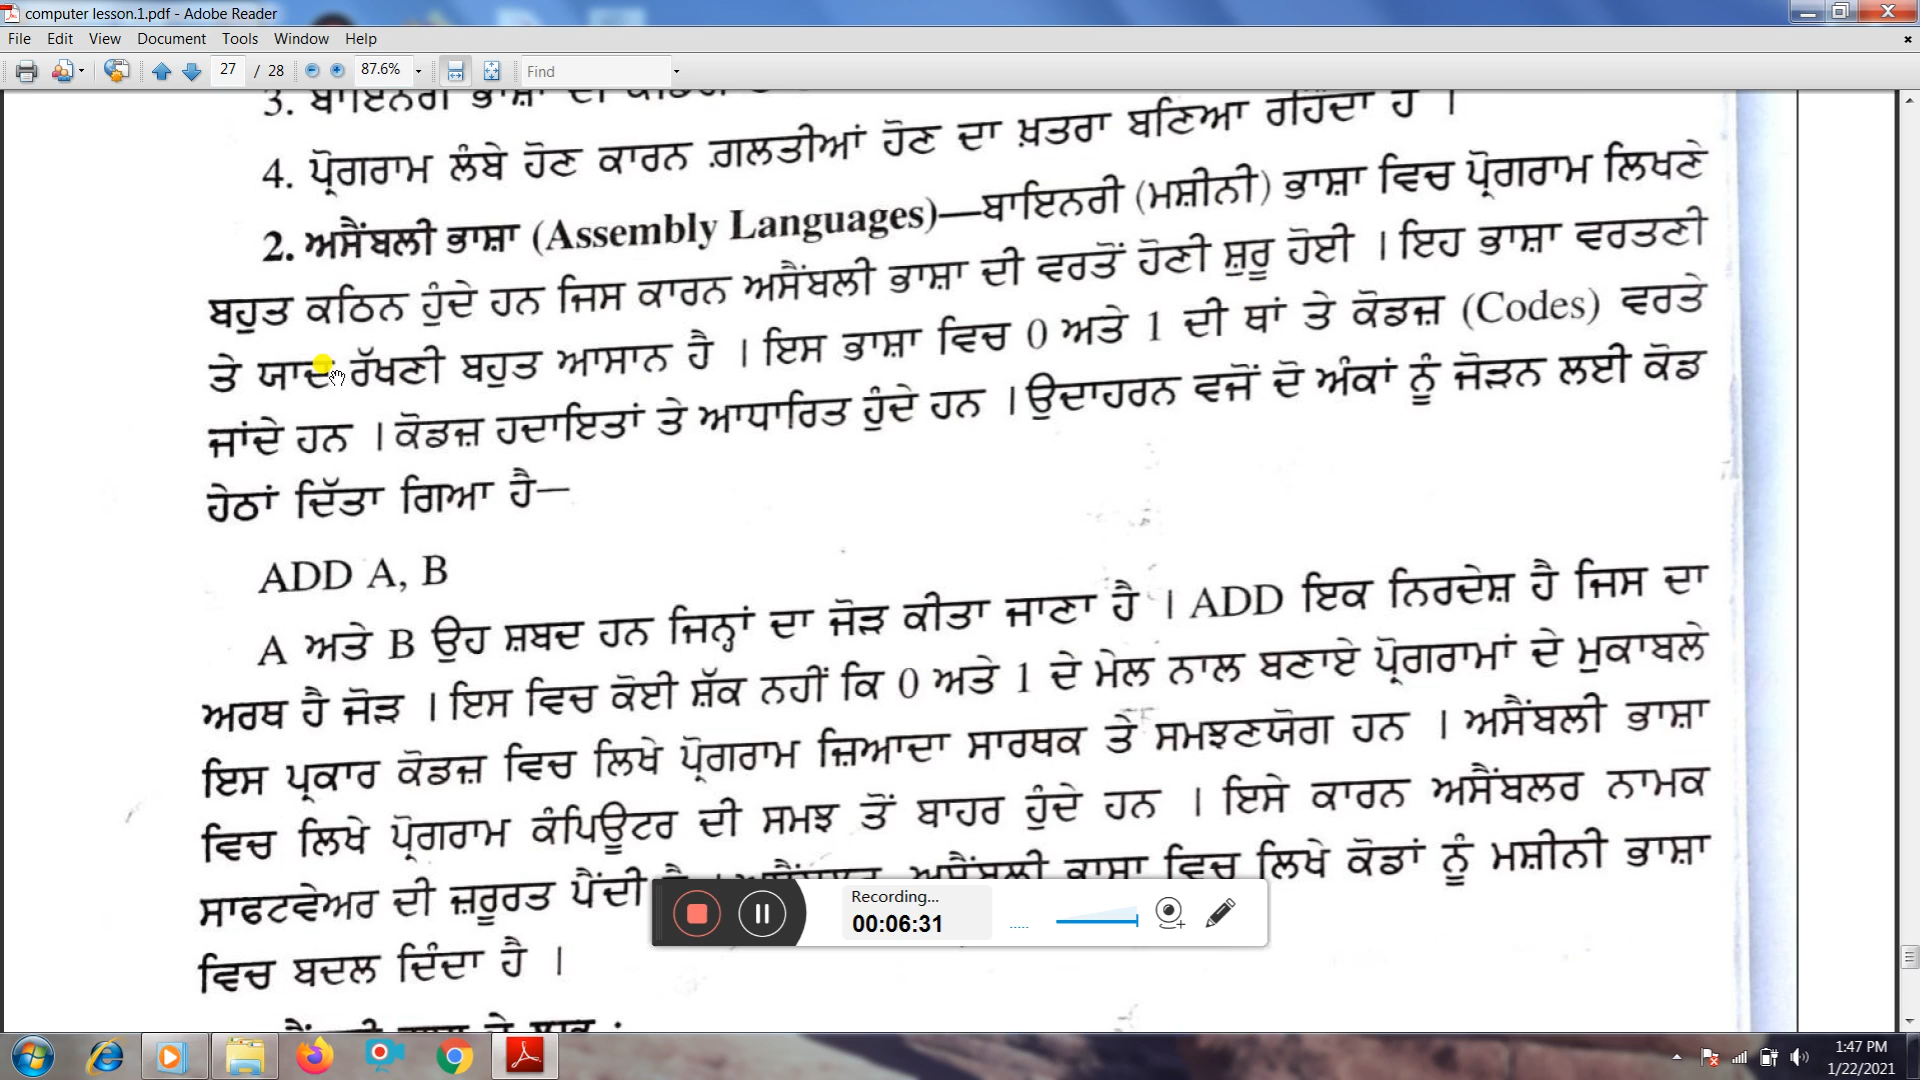 computer lesson.1.pdf - Adobe Reader
File Edit View Document Tools Window Help
27 / 28 87.6% Find
3. ਬਾਇਨਰੀ ਭਾਸ਼ਾ ਦੀ
4. ਪ੍ਰੋਗਰਾਮ ਲੰਬੇ ਹੋਣ ਕਾਰਨ ਗ਼ਲਤੀਆਂ ਹੋਣ ਦਾ ਖ਼ਤਰਾ ਬਣਿਆ ਰਹਿੰਦਾ ਹੈ ।
2. ਅਸੈਂਬਲੀ ਭਾਸ਼ਾ (Assembly Languages)—ਬਾਇਨਰੀ (ਮਸ਼ੀਨੀ) ਭਾਸ਼ਾ ਵਿਚ ਪ੍ਰੋਗਰਾਮ ਲਿਖਣੇ
ਬਹੁਤ ਕਠਿਨ ਹੁੰਦੇ ਹਨ ਜਿਸ ਕਾਰਨ ਅਸੈਂਬਲੀ ਭਾਸ਼ਾ ਦੀ ਵਰਤੋਂ ਹੋਣੀ ਸ਼ੁਰੂ ਹੋਈ । ਇਹ ਭਾਸ਼ਾ ਵਰਤਣੀ
ਤੇ ਯਾਦ ਰੱਖਣੀ ਬਹੁਤ ਆਸਾਨ ਹੈ । ਇਸ ਭਾਸ਼ਾ ਵਿਚ 0 ਅਤੇ 1 ਦੀ ਥਾਂ ਤੇ ਕੋਡਜ਼ (Codes) ਵਰਤੇ
ਜਾਂਦੇ ਹਨ । ਕੋਡਜ਼ ਹਦਾਇਤਾਂ ਤੇ ਆਧਾਰਿਤ ਹੁੰਦੇ ਹਨ । ਉਦਾਹਰਨ ਵਜੋਂ ਦੋ ਅੰਕਾਂ ਨੂੰ ਜੋੜਨ ਲਈ ਕੋਡ
ਹੇਠਾਂ ਦਿੱਤਾ ਗਿਆ ਹੈ—
ADD A, B
A ਅਤੇ B ਉਹ ਸ਼ਬਦ ਹਨ ਜਿਨ੍ਹਾਂ ਦਾ ਜੋੜ ਕੀਤਾ ਜਾਣਾ ਹੈ । ADD ਇਕ ਨਿਰਦੇਸ਼ ਹੈ ਜਿਸ ਦਾ
ਅਰਥ ਹੈ ਜੋੜ । ਇਸ ਵਿਚ ਕੋਈ ਸ਼ੱਕ ਨਹੀਂ ਕਿ 0 ਅਤੇ 1 ਦੇ ਮੇਲ ਨਾਲ ਬਣਾਏ ਪ੍ਰੋਗਰਾਮਾਂ ਦੇ ਮੁਕਾਬਲੇ
ਇਸ ਪ੍ਰਕਾਰ ਕੋਡਜ਼ ਵਿਚ ਲਿਖੇ ਪ੍ਰੋਗਰਾਮ ਜ਼ਿਆਦਾ ਸਾਰਥਕ ਤੇ ਸਮਝਣਯੋਗ ਹਨ । ਅਸੈਂਬਲੀ ਭਾਸ਼ਾ
ਵਿਚ ਲਿਖੇ ਪ੍ਰੋਗਰਾਮ ਕੰਪਿਊਟਰ ਦੀ ਸਮਝ ਤੋਂ ਬਾਹਰ ਹੁੰਦੇ ਹਨ । ਇਸੇ ਕਾਰਨ ਅਸੈਂਬਲਰ ਨਾਮਕ
ਸਾਫਟਵੇਅਰ ਦੀ ਜ਼ਰੂਰਤ ਪੈਂਦੀ ਹੈ । ਅਸੈਂਬਲਰ, ਅਸੈਂਬਲੀ ਭਾਸ਼ਾ ਵਿਚ ਲਿਖੇ ਕੋਡਾਂ ਨੂੰ ਮਸ਼ੀਨੀ ਭਾਸ਼ਾ
ਵਿਚ ਬਦਲ ਦਿੰਦਾ ਹੈ ।
Recording...
00:06:31
1:47 PM
1/22/2021